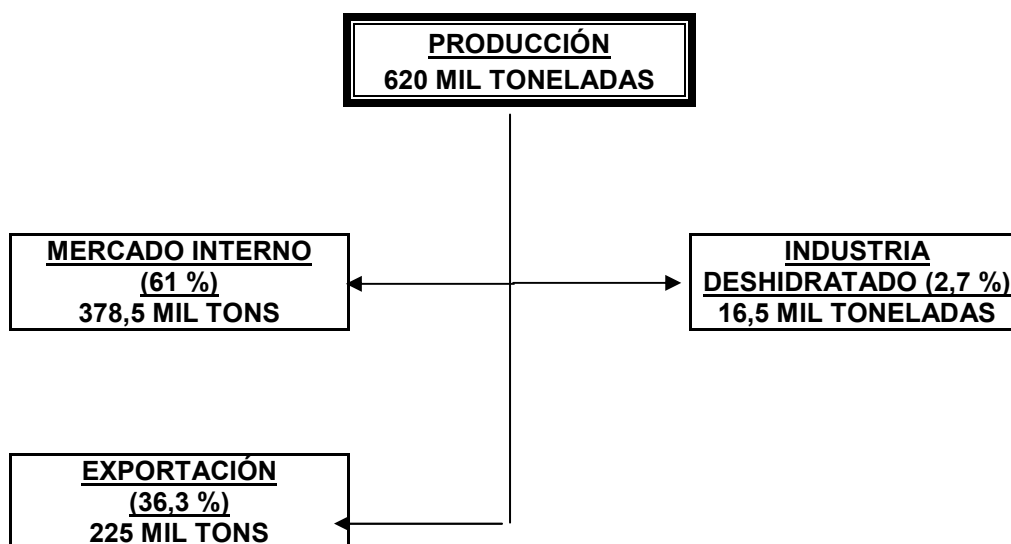 PRODUCCIÓN
620 MIL TONELADAS
MERCADO INTERNO
(61 %)
378,5 MIL TONS
INDUSTRIA
DESHIDRATADO (2,7 %)
16,5 MIL TONELADAS
EXPORTACIÓN
(36,3 %)
225 MIL TONS